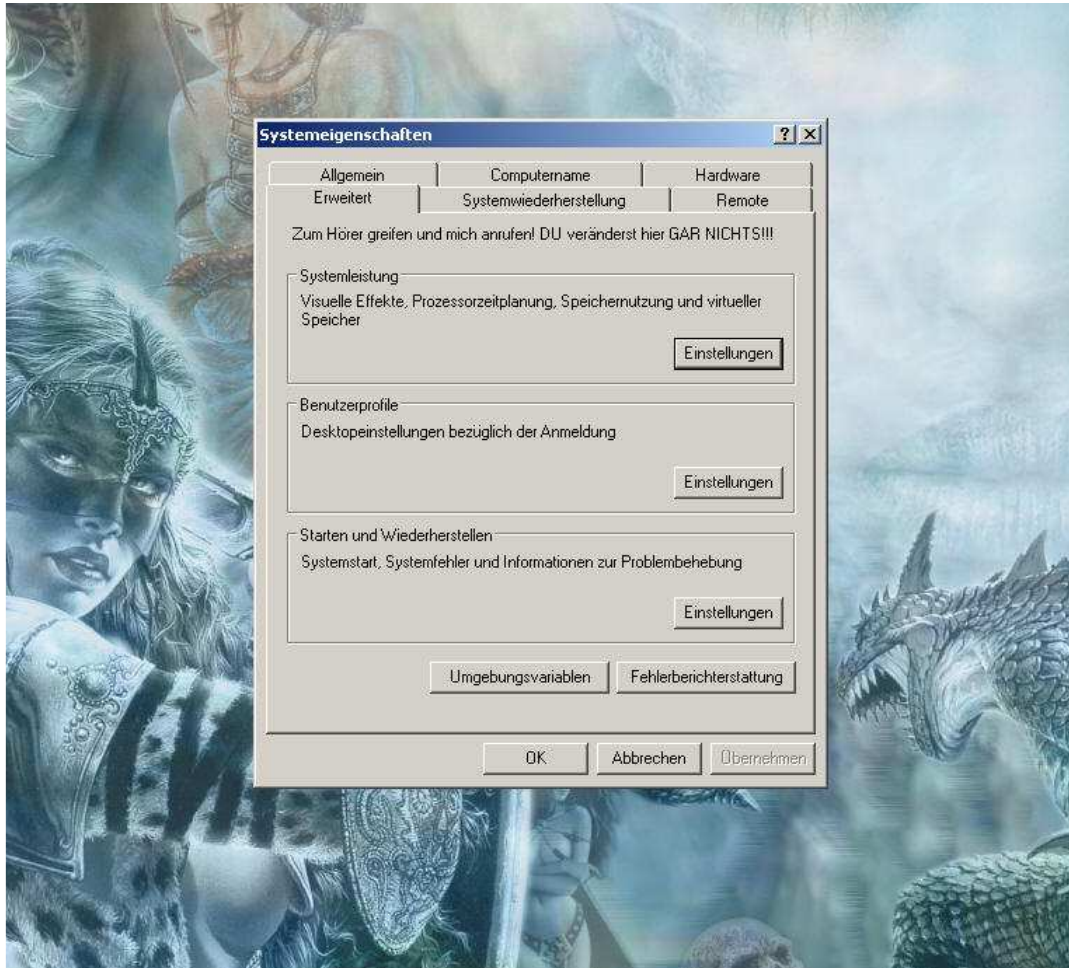 Systemeigenschaften
Allgemein Computername Hardware
Erweitert Systemwiederherstellung Remote
Zum Hörer greifen und mich anrufen! DU veränderst hier GAR NICHTS!!!
Systemleistung
Visuelle Effekte, Prozessorzeitplanung, Speichernutzung und virtueller
Speicher
Einstellungen
Benutzerprofile
Desktopeinstellungen bezüglich der Anmeldung
Einstellungen
Starten und Wiederherstellen
Systemstart, Systemfehler und Informationen zur Problembehebung
Einstellungen
Umgebungsvariablen Fehlerberichterstattung
OK Abbrechen Übernehmen